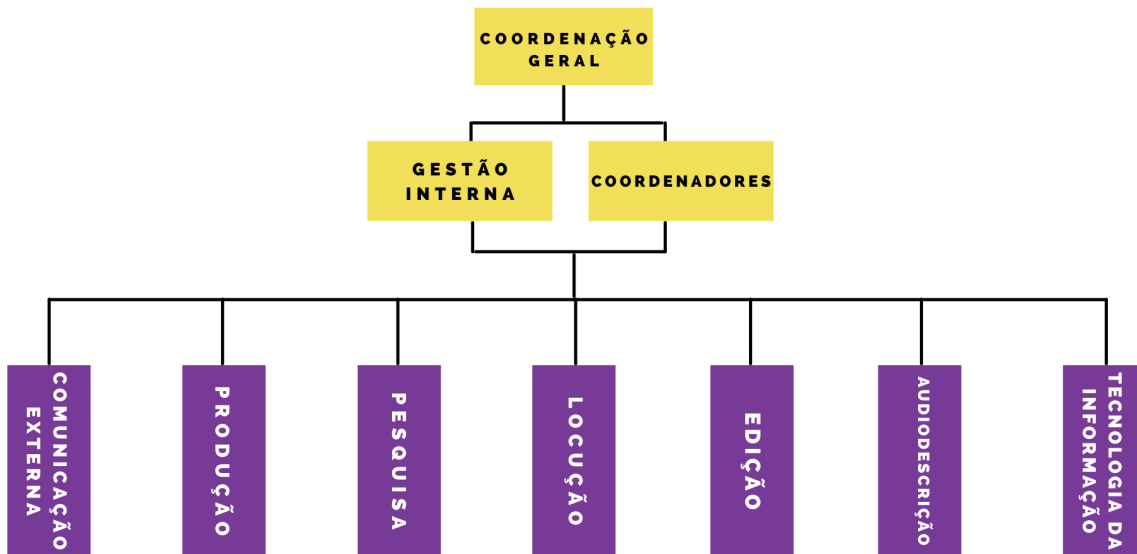 COORDENAÇÃO
GERAL
GESTÃO
INTERNA
COORDENADORES
COMUNICAÇÃO
EXTERNA
PRODUÇÃO
PESQUISA
LOCUÇÃO
EDIÇÃO
AUDIODESCRIÇÃO
TECNOLOGIA DA
INFORMAÇÃO